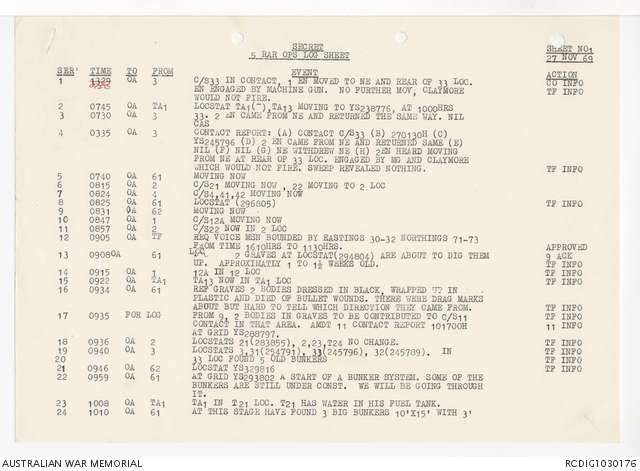 SECRET
5 RAR OPS LOG SHEET
SHEET NO1
27 NOV 69
SER' TIME TO FROM EVENT ACTION
1 1329 OA 3 C/S33 IN CONTACT, 1 EN MOVED TO NE AND REAR OF 33 LOC. CO INFO
EN ENGAGED BY MACHINE GUN. NO FURTHER MOV, CLAYMORE TF INFO
WOULD NOT FIRE.
2 0745 OA TA1 LOCSTAT TA1(-),TA13 MOVING TO YS238776, AT 1000HRS
3 0730 OA 3 33. 2 EN CAME FROM NE AND RETURNED THE SAME WAY. NIL
CAS
4 0335 OA 3 CONTACT REPORT: (A) CONTACT C/S33 (B) 270130H (C)
YS245796 (D) 2 EN CAME FROM NE AND RETURNED SAME (E)
NIL (F) NIL (G) NE WITHDREW NE (H) 2EN HEARD MOVING
FROM NE AT REAR OF 33 LOC. ENGAGED BY MG AND CLAYMORE
WHICH WOULD NOT FIRE. SWEEP REVEALED NOTHING. TF INFO
5 0740 OA 61 MOVING NOW
6 0815 OA 2 C/S21 MOVING NOW , 22 MOVING TO 2 LOC
7 0824 OA 4 C/S4,41,42 MOVING NOW
8 0825 OA 61 LOCSTAT (296805) TF INFO
9 0831 OA 62 MOVING NOW
10 0847 OA 1 C/S12A MOVING NOW
11 0857 OA 2 C/S22 NOW IN 2 LOC
12 0905 OA TF REQ VOICE MSN BOUNDED BY EASTINGS 30-32 NORTHINGS 71-73
FROM TIME 1610HRS TO 1130HRS. APPROVED
13 0908OA 61 2 GRAVES AT LOCSTAT(294804) ARE ABOUT TO DIG THEM 9 ACK
UP. APPROXIMATLY 1 TO 1½ WEEKS OLD. TF INFO
14 0915 OA 1 12A IN 12 LOC TF INFO
15 0922 OA TA1 TA13 NOW IN TA1 LOC TF INFO
16 0934 OA 61 REF GRAVES 2 BODIES DRESSED IN BLACK, WRAPPED UP IN TF INFO
PLASTIC AND DIED OF BULLET WOUNDS. THERE WERE DRAG MARKS
ABOUT BUT HARD TO TELL WHICH DIRECTION THEY CAME FROM.
17 0935 FOR LOG FROM 9, 2 BODIES IN GRAVES TO BE CONTRIBUTED TO C/S11 TF INFO
CONTACT IN THAT AREA. AMDT 11 CONTACT REPORT 101700H 11 INFO
AT GRID YS288797.
18 0936 OA 2 LOCSTATS 21(283855), 2,23,T24 NO CHANGE. TF INFO
19 0940 OA 3 LOCSTATS 3,31(254791), 33(245796), 32(245789). IN TF INFO
20 33 LOC FOUND 5 OLD BUNKERS TF INFO
21 0946 OA 62 LOCSTAT YS329816 TF INFO
22 0959 OA 61 AT GRID YS293802 A START OF A BUNKER SYSTEM. SOME OF THE
BUNKERS ARE STILL UNDER CONST. WE WILL BE GOING THROUGH
IT.
23 1008 OA TA1 TA1 IN T21 LOC. T21 HAS WATER IN HIS FUEL TANK.
24 1010 OA 61 AT THIS STAGE HAVE FOUND 3 BIG BUNKERS 10'X15' WITH 3'
AUSTRALIAN WAR MEMORIAL RCDIG1030176